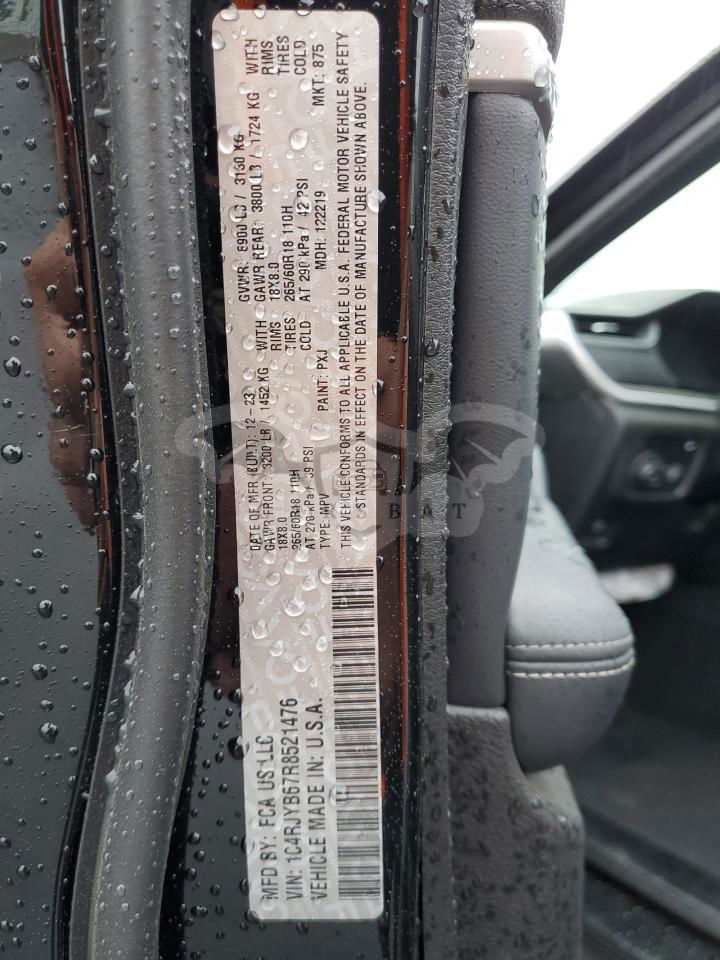 MFD BY: FCA US LLC
DATE OF MFR (BUILT): 12-23
GVWR: 6900 LB / 3130 KG
GAWR FRONT: 3200 LB / 1452 KG WITH
GAWR REAR: 3800 LB / 1724 KG WITH
18X8.0 RIMS
18X8.0 RIMS
265/60R18 110H TIRES
265/60R18 110H TIRES
AT 270 kPa / 39 PSI COLD
AT 290 kPa / 42 PSI COLD
VIN: 1C4RJYB67R8521476
TYPE: MPV PAINT: PXJ MDH: 122219 MKT: 875
VEHICLE MADE IN: U.S.A.
THIS VEHICLE CONFORMS TO ALL APPLICABLE U.S.A. FEDERAL MOTOR VEHICLE SAFETY
STANDARDS IN EFFECT ON THE DATE OF MANUFACTURE SHOWN ABOVE.
BAT